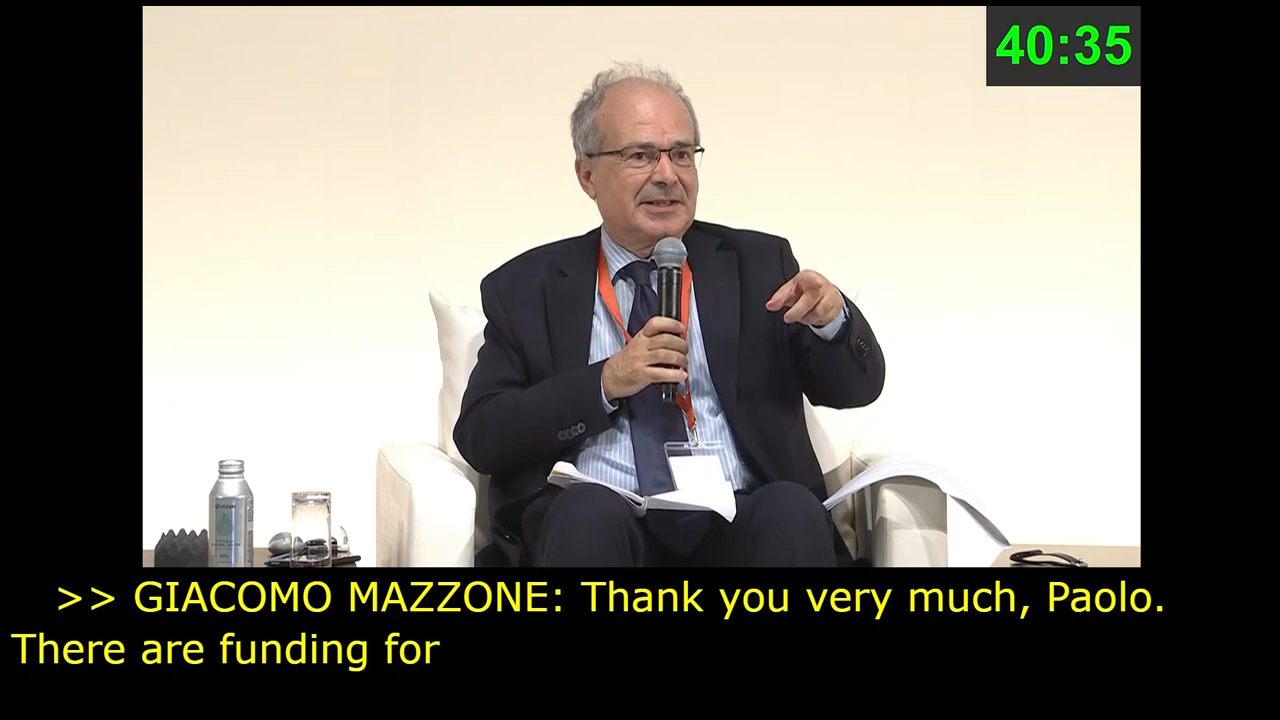 40:35
>> GIACOMO MAZZONE: Thank you very much, Paolo.
There are funding for